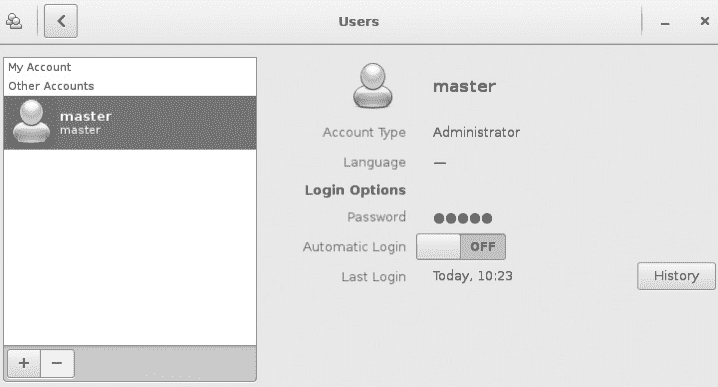 Users
My Account
Other Accounts
master
master
master
Account Type Administrator
Language —
Login Options
Password ●●●●●
Automatic Login OFF
Last Login Today, 10:23 History
+ −